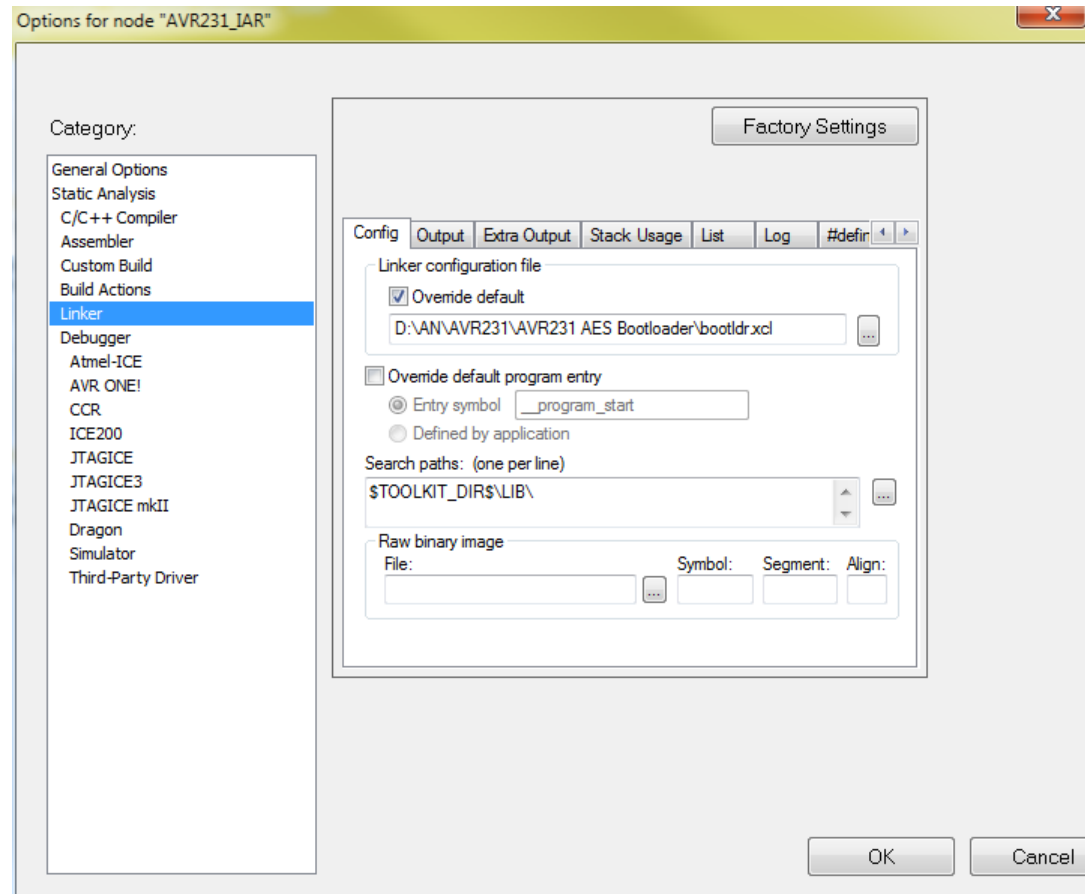 Options for node "AVR231_IAR"
Category:
Factory Settings
General Options
Static Analysis
C/C++ Compiler
Assembler
Custom Build
Build Actions
Linker
Debugger
Atmel-ICE
AVR ONE!
CCR
ICE200
JTAGICE
JTAGICE3
JTAGICE mkII
Dragon
Simulator
Third-Party Driver
Config Output Extra Output Stack Usage List Log #defin
Linker configuration file
Override default
D:\AN\AVR231\AVR231 AES Bootloader\bootldr.xcl
...
Override default program entry
Entry symbol __program_start
Defined by application
Search paths: (one per line)
$TOOLKIT_DIR$\LIB\
...
Raw binary image
File: Symbol: Segment: Align:
...
OK Cancel